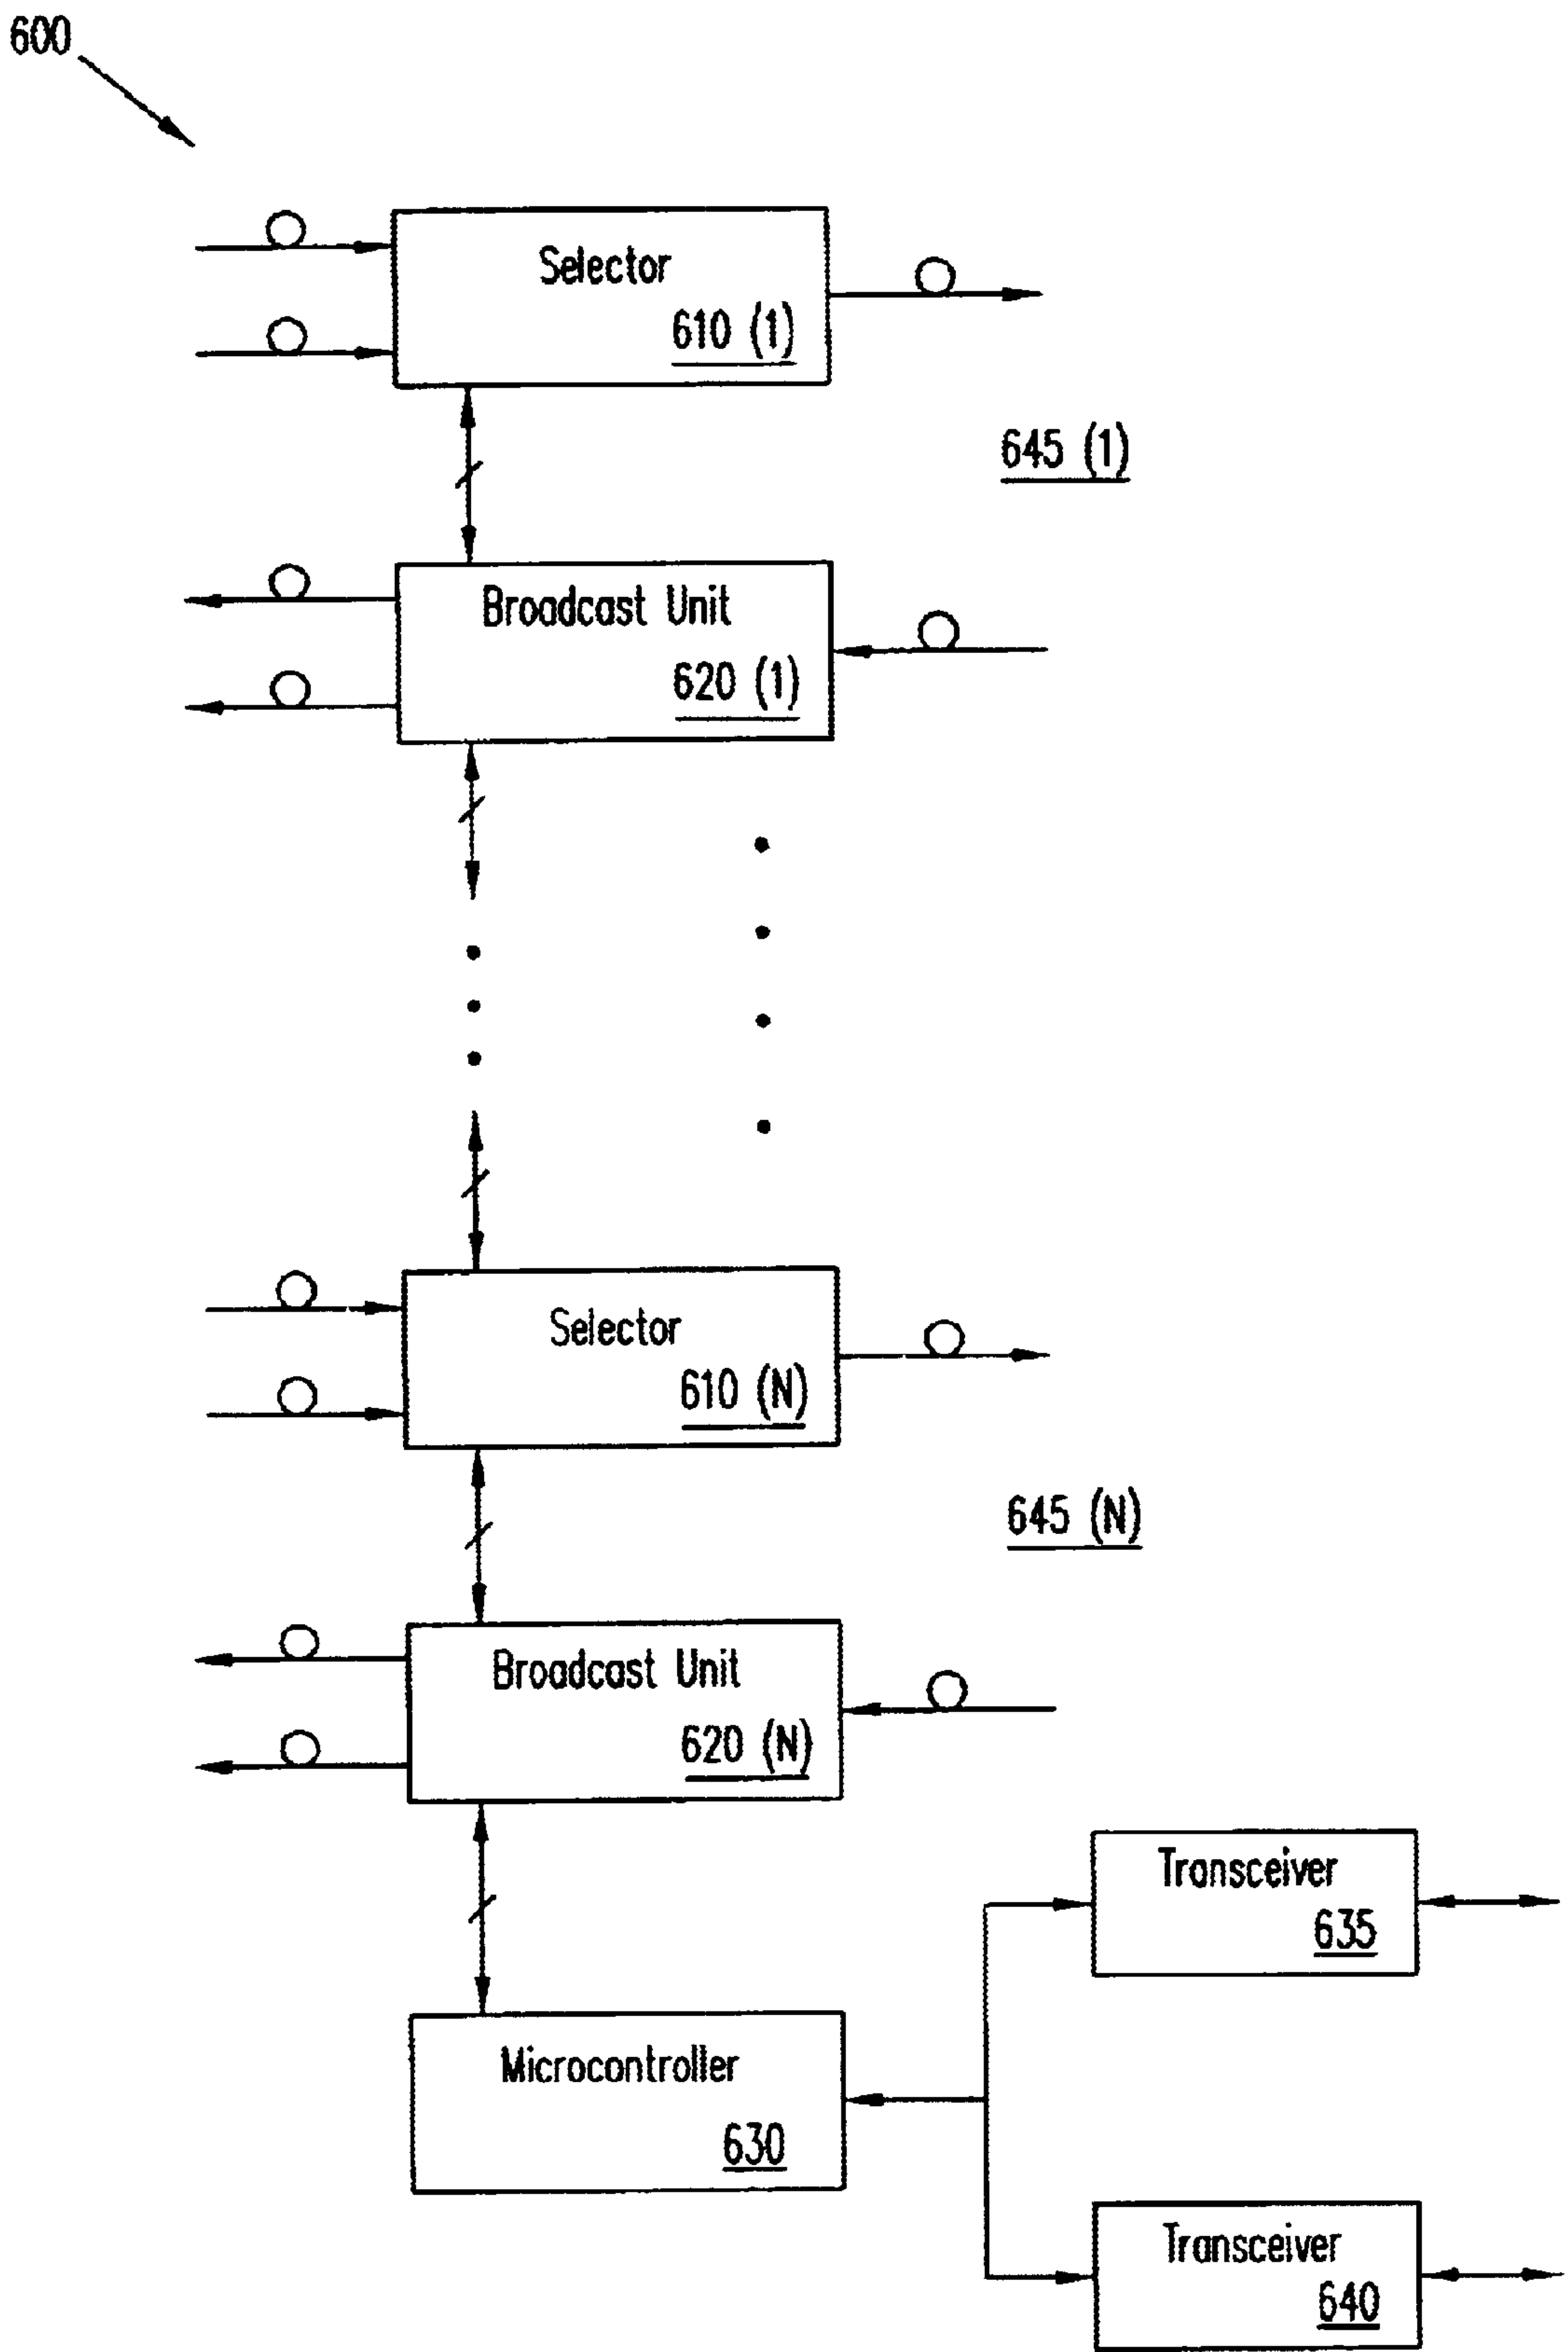 600
Selector
610 (1)
645 (1)
Broadcast Unit
620 (1)
Selector
610 (N)
645 (N)
Broadcast Unit
620 (N)
Transceiver
635
Microcontroller
630
Transceiver
640